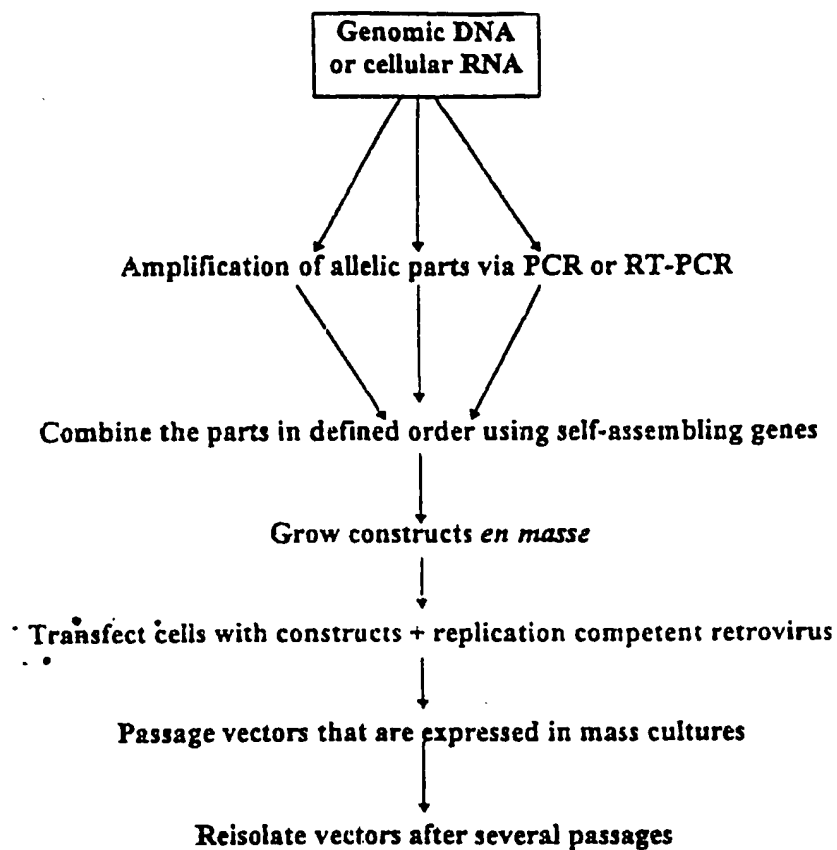 Genomic DNA
or cellular RNA
Amplification of allelic parts via PCR or RT-PCR
Combine the parts in defined order using self-assembling genes
Grow constructs en masse
Transfect cells with constructs + replication competent retrovirus
Passage vectors that are expressed in mass cultures
Reisolate vectors after several passages